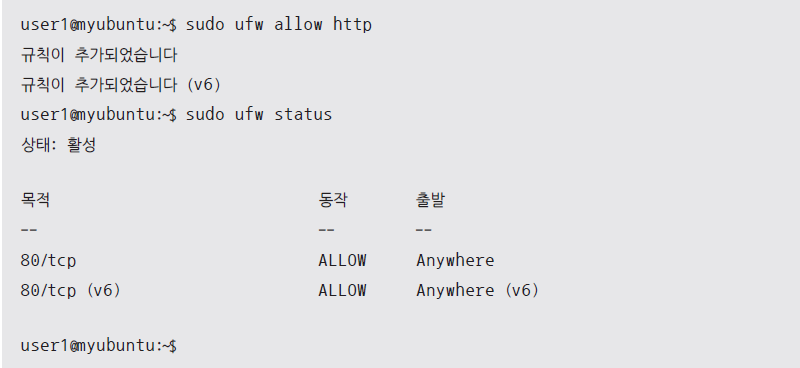 user1@myubuntu:~$ sudo ufw allow http
규칙이 추가되었습니다
규칙이 추가되었습니다 (v6)
user1@myubuntu:~$ sudo ufw status
상태: 활성
목적 동작 출발
-- -- --
80/tcp ALLOW Anywhere
80/tcp (v6) ALLOW Anywhere (v6)
user1@myubuntu:~$